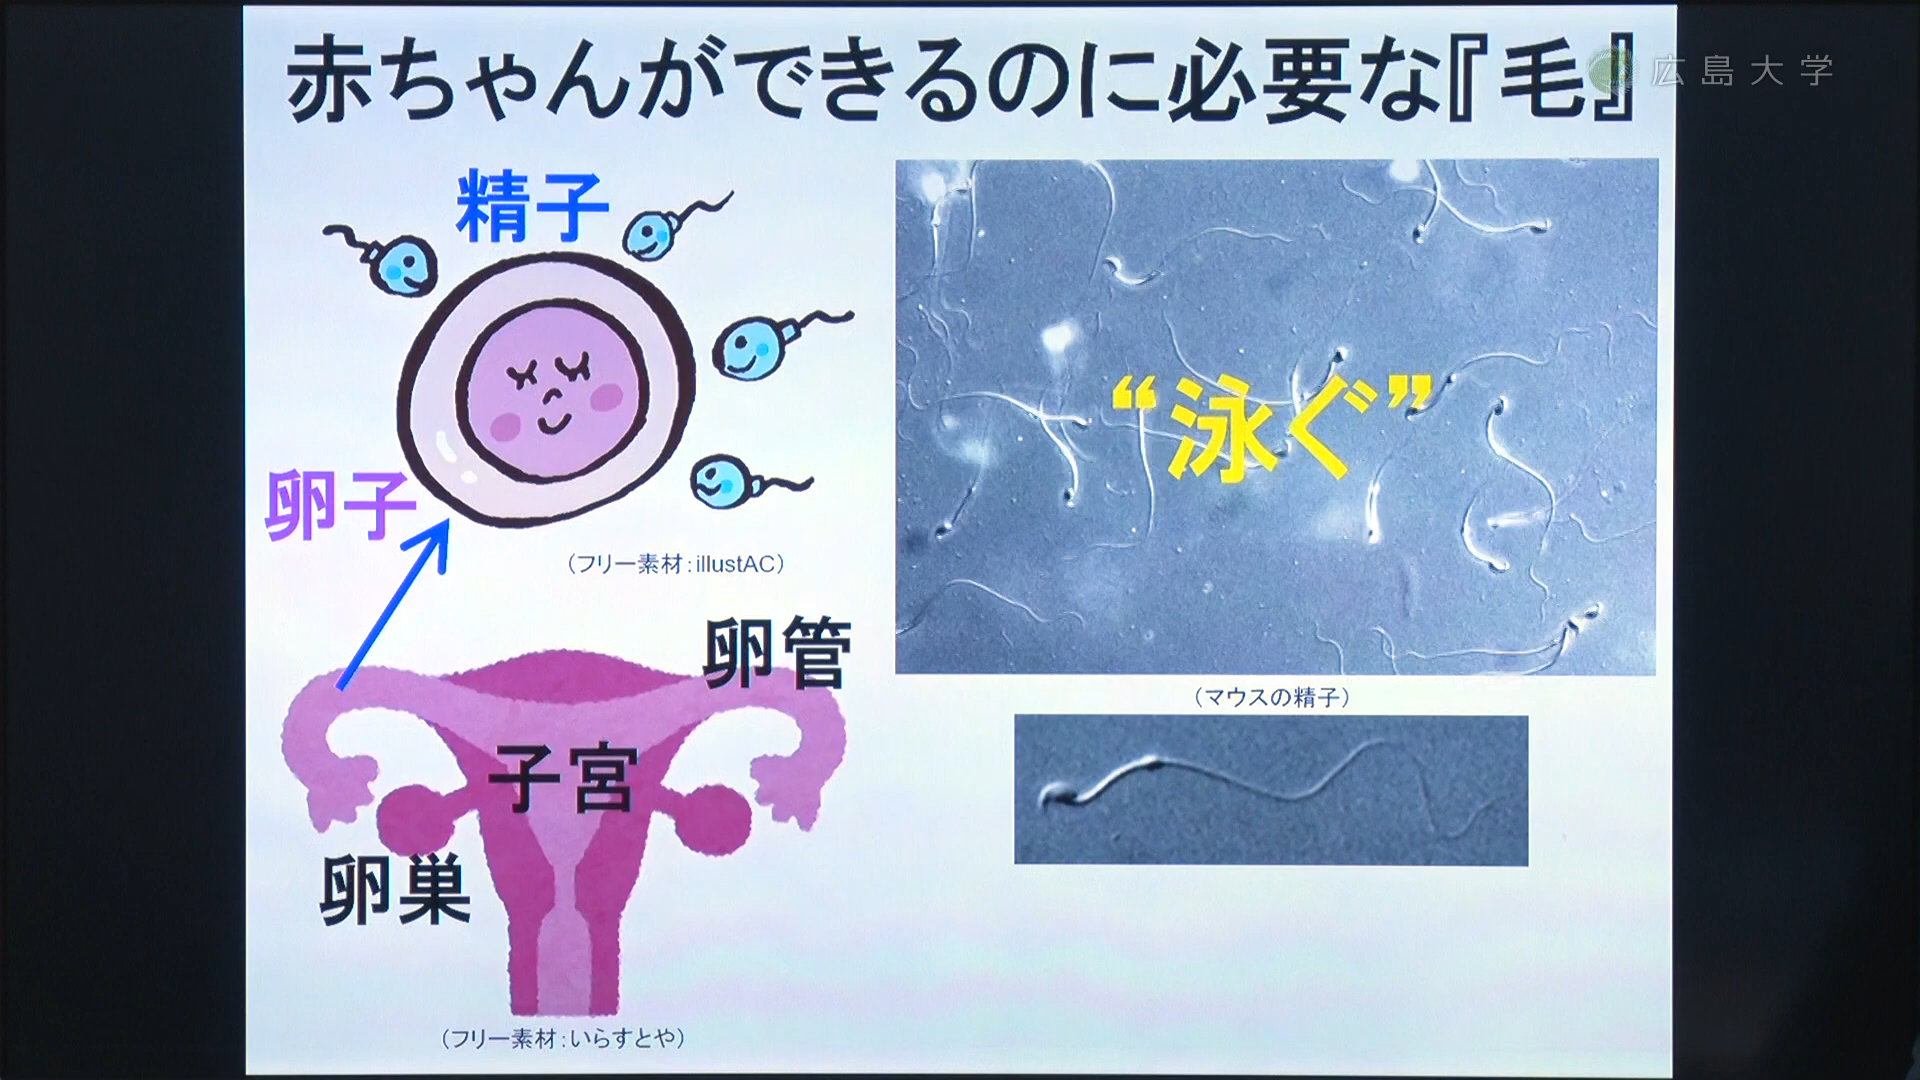 赤ちゃんができるのに必要な『毛』
広島大学
精子
卵子
(フリー素材:illustAC)
卵管
子宮
卵巣
(フリー素材:いらすとや)
“泳ぐ”
(マウスの精子)